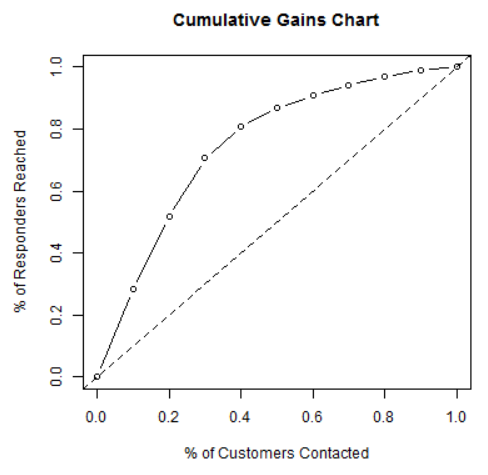 Cumulative Gains Chart
% of Responders Reached
1.0
0.8
0.6
0.4
0.2
0.0
0.0 0.2 0.4 0.6 0.8 1.0
% of Customers Contacted